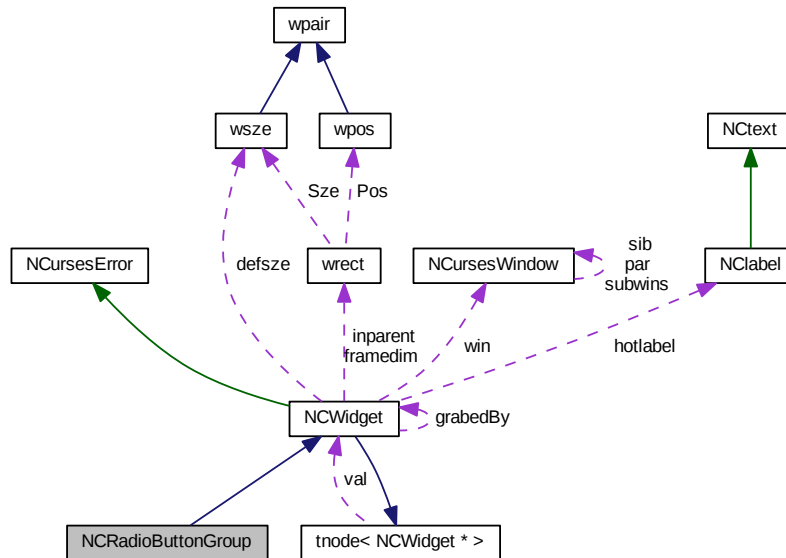 wpair
wsze
wpos
NCtext
Sze
Pos
NCursesError
defsze
wrect
NCursesWindow
sib
par
subwins
NClabel
inparent
framedim
win
hotlabel
NCWidget
grabedBy
val
NCRadioButtonGroup
tnode< NCWidget * >